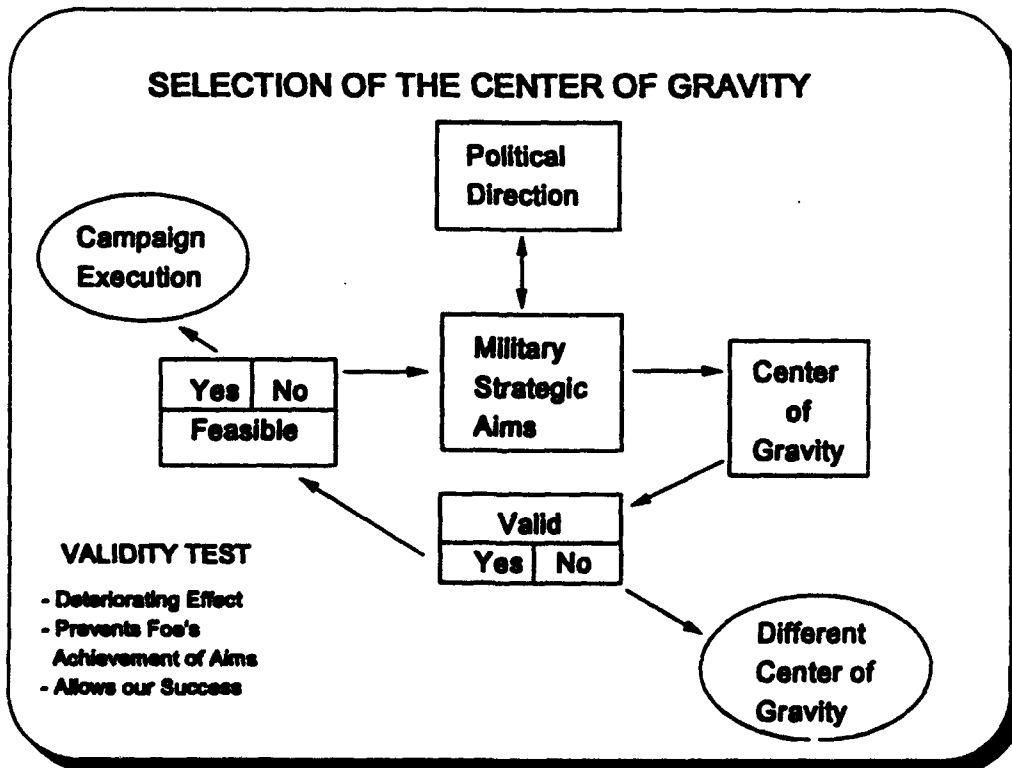 SELECTION OF THE CENTER OF GRAVITY
Political
Direction
Campaign
Execution
Military
Strategic
Aims
Center
of
Gravity
Yes No
Feasible
Valid
Yes No
VALIDITY TEST
- Deteriorating Effect
- Prevents Foe's
Achievement of Aims
- Allows our Success
Different
Center of
Gravity